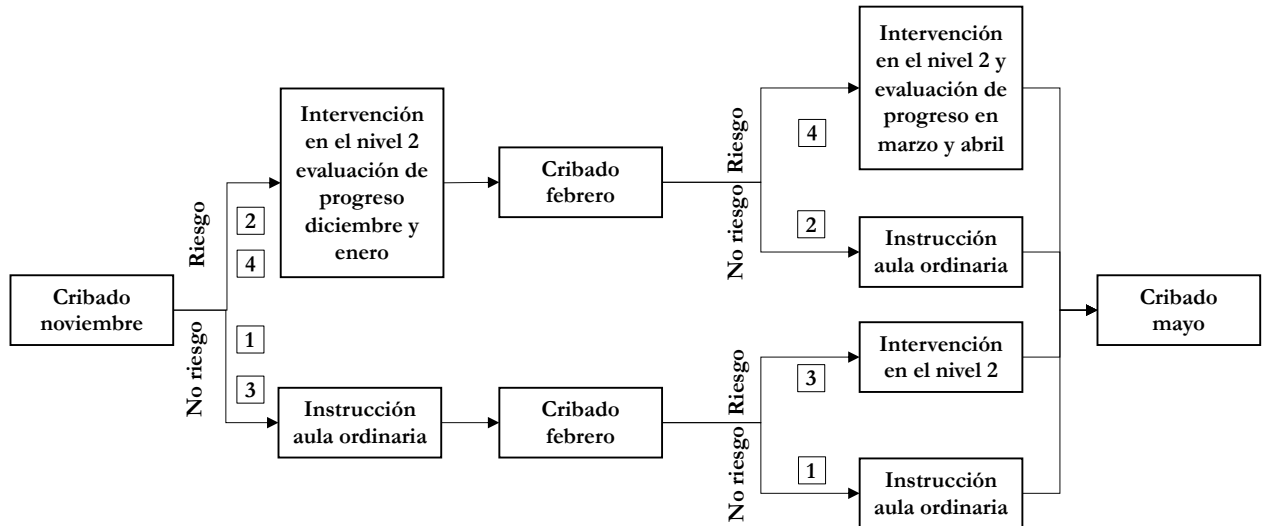 Cribado
noviembre
Riesgo
2
4
No riesgo
1
3
Intervención
en el nivel 2
evaluación de
progreso
diciembre y
enero
Instrucción
aula ordinaria
Cribado
febrero
Cribado
febrero
Riesgo
4
No riesgo
2
Riesgo
3
No riesgo
1
Intervención
en el nivel 2 y
evaluación de
progreso en
marzo y abril
Instrucción
aula ordinaria
Intervención
en el nivel 2
Instrucción
aula ordinaria
Cribado
mayo